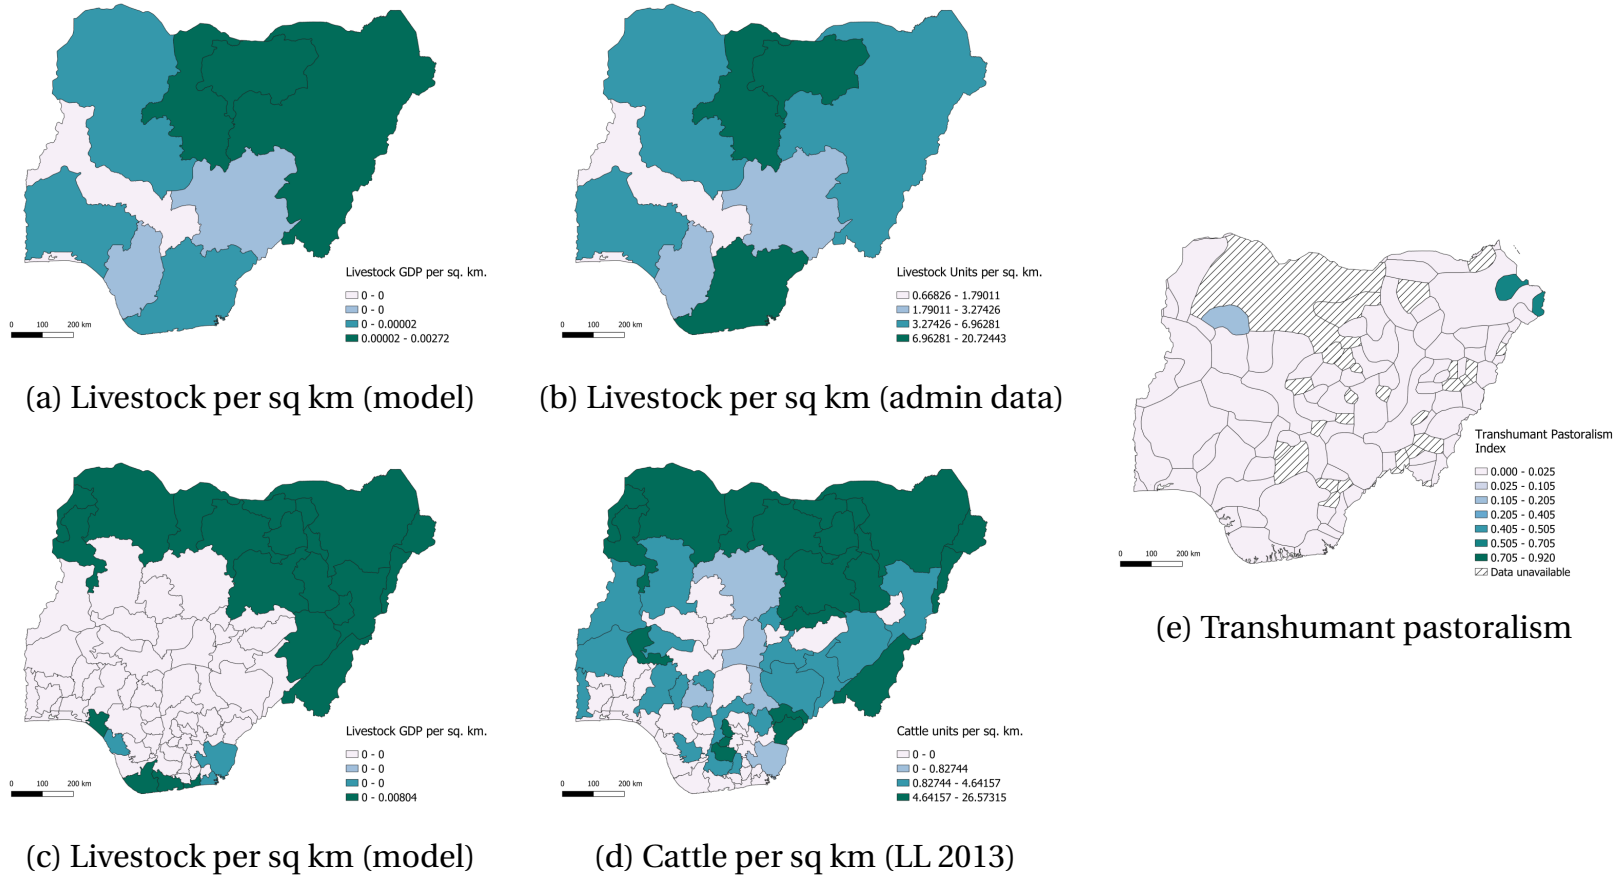 Livestock GDP per sq. km.
0 - 0
0 - 0
0 - 0.00002
0.00002 - 0.00272
0 100 200 km
(a) Livestock per sq km (model)
Livestock Units per sq. km.
0.66826 - 1.79011
1.79011 - 3.27426
3.27426 - 6.96281
6.96281 - 20.72443
0 100 200 km
(b) Livestock per sq km (admin data)
Livestock GDP per sq. km.
0 - 0
0 - 0
0 - 0
0 - 0.00804
0 100 200 km
(c) Livestock per sq km (model)
Cattle units per sq. km.
0 - 0
0 - 0.82744
0.82744 - 4.64157
4.64157 - 26.57315
0 100 200 km
(d) Cattle per sq km (LL 2013)
Transhumant Pastoralism
Index
0.000 - 0.025
0.025 - 0.105
0.105 - 0.205
0.205 - 0.405
0.405 - 0.505
0.505 - 0.705
0.705 - 0.920
Data unavailable
0 100 200 km
(e) Transhumant pastoralism